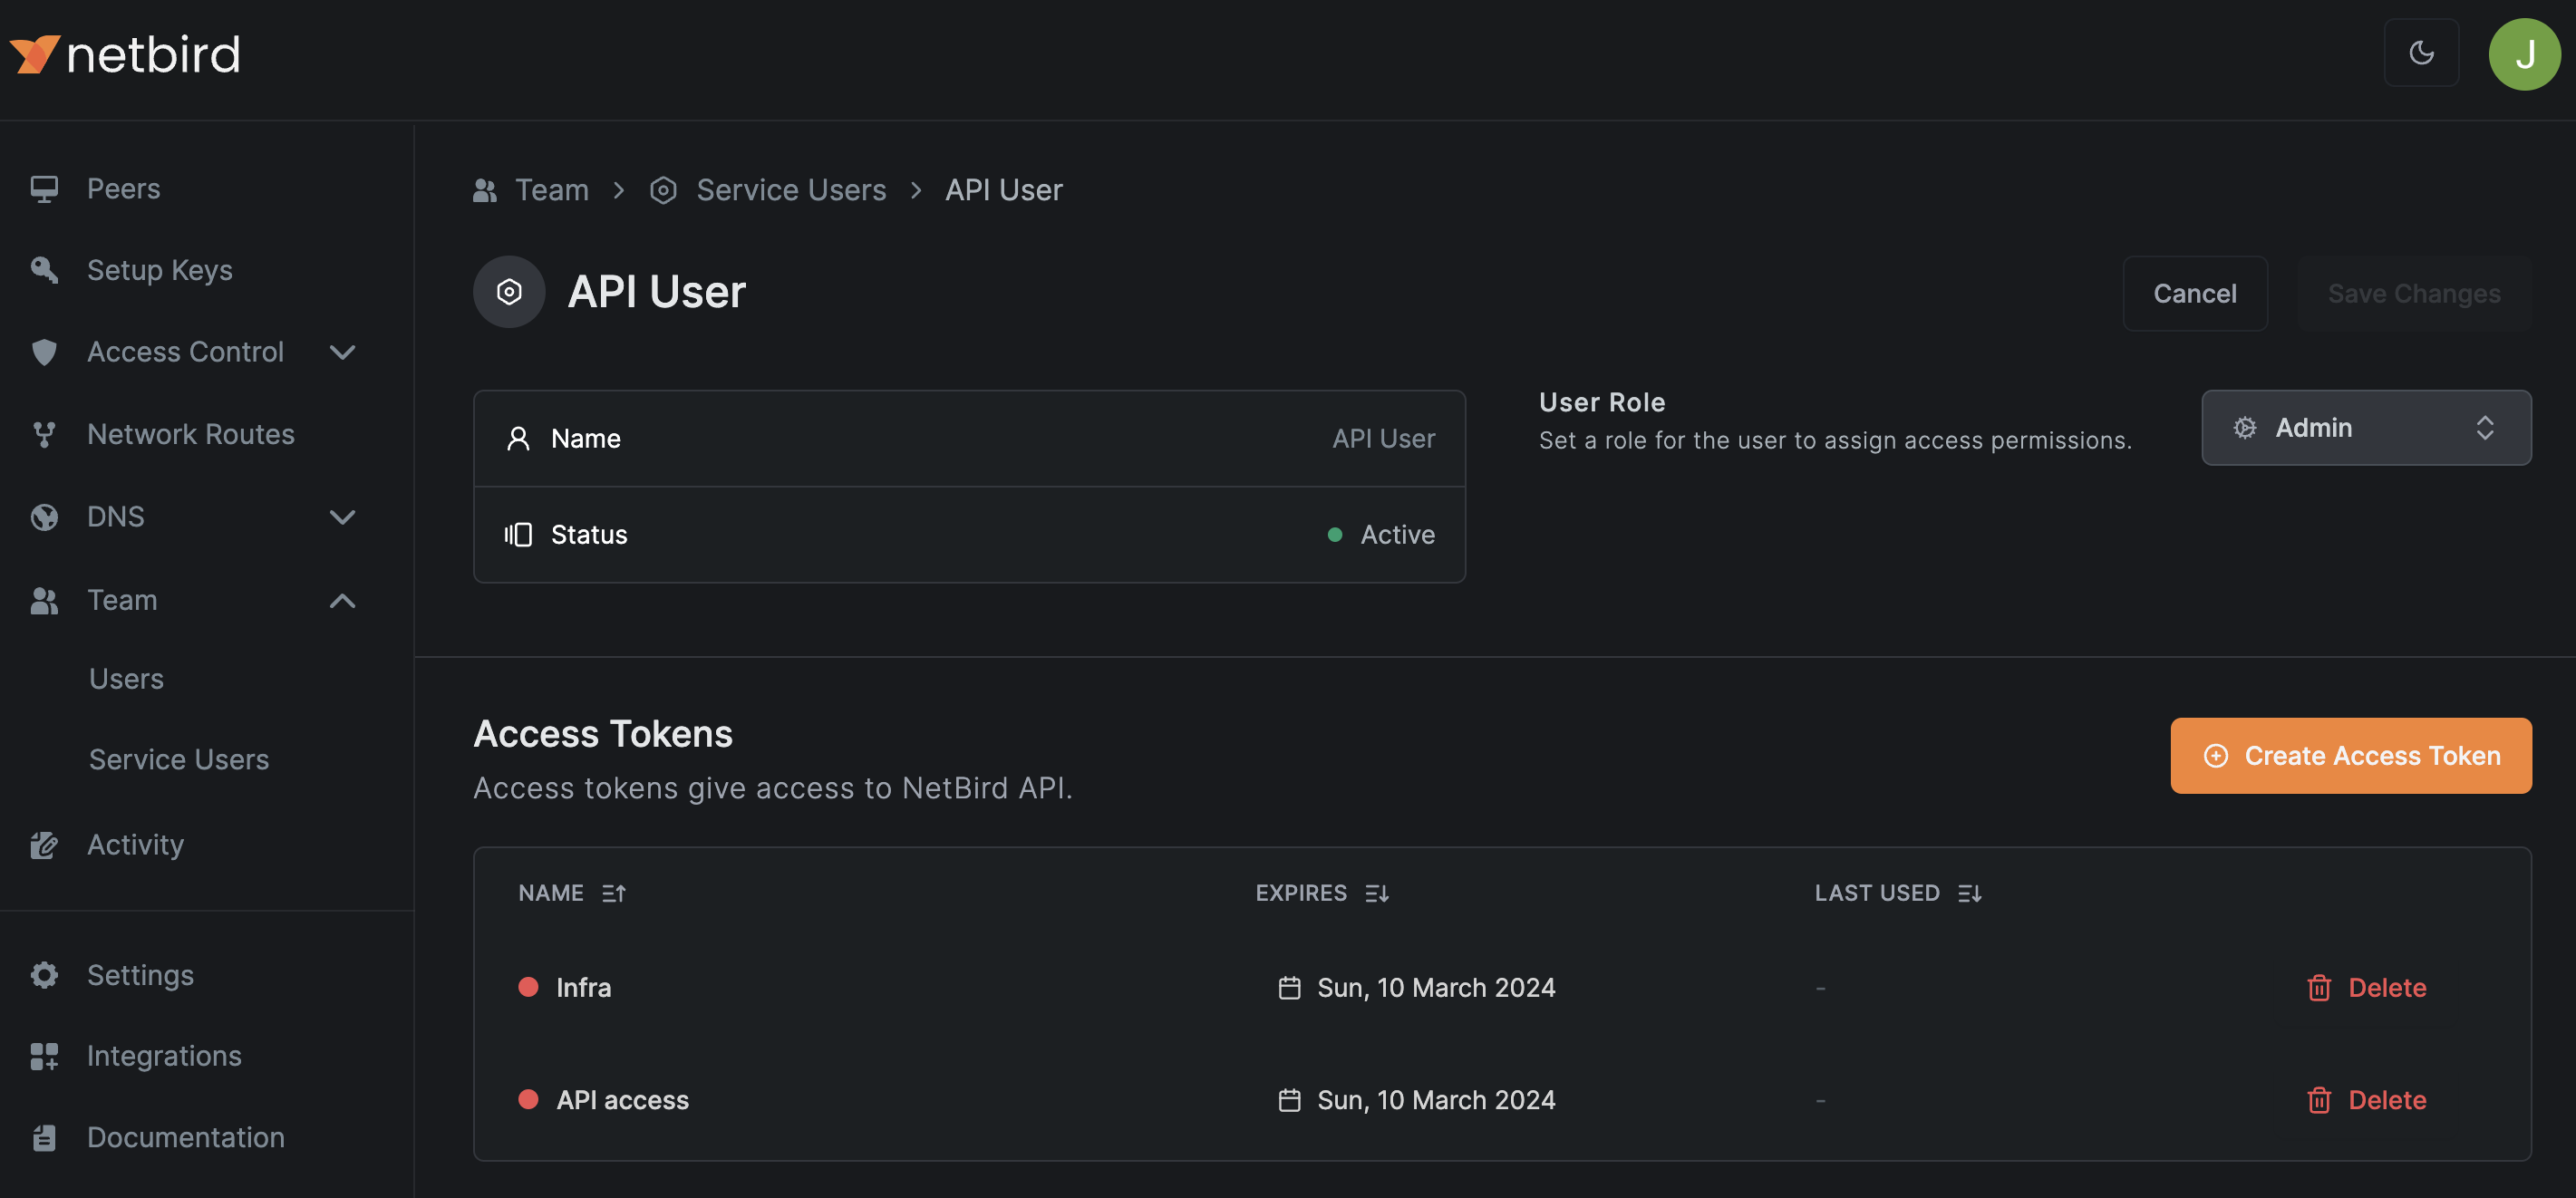 netbird
J
Peers
Setup Keys
Access Control
Network Routes
DNS
Team
Users
Service Users
Activity
Settings
Integrations
Documentation
Team > Service Users > API User
API User
Cancel
Save Changes
Name API User
Status Active
User Role
Set a role for the user to assign access permissions.
Admin
Access Tokens
Access tokens give access to NetBird API.
Create Access Token
NAME EXPIRES LAST USED
Infra Sun, 10 March 2024 - Delete
API access Sun, 10 March 2024 - Delete